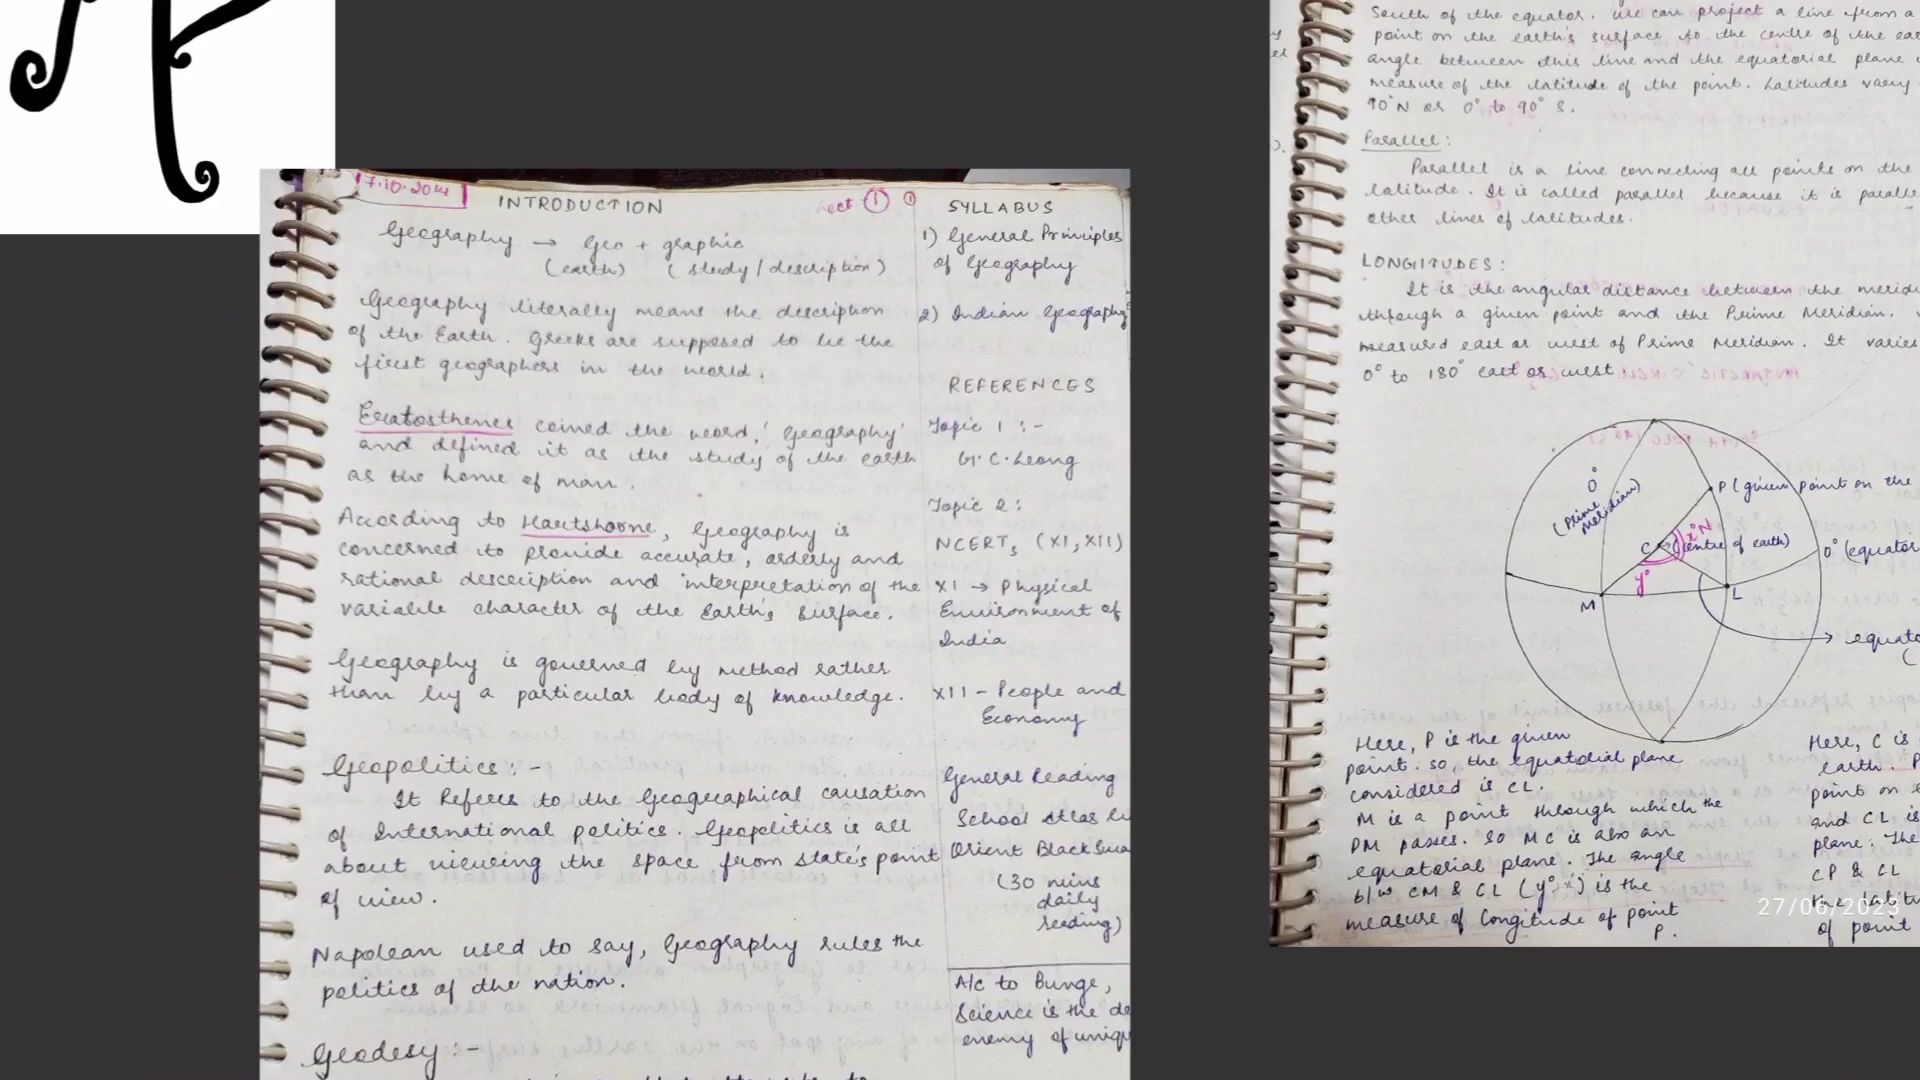 17.10.2014
INTRODUCTION
Lect ① ①
Geography → Geo + graphic
(earth) (study/description)
Geography literally means the description
of the Earth. Greeks are supposed to be the
first geographers in the world.
Eratosthenes coined the word, 'Geography'
and defined it as the study of the earth
as the home of man.
According to Hartshorne, Geography is
concerned to provide accurate, orderly and
rational description and interpretation of the
variable character of the Earth's surface.
Geography is governed by method rather
than by a particular body of knowledge.
Geopolitics :-
It Refers to the Geographical causation
of International politics. Geopolitics is all
about viewing the space from state's point
of view.
Napolean used to say, Geography rules the
politics of the nation.
Geodesy :-
SYLLABUS
1) General Principles
of Geography
2) Indian Geography
REFERENCES
Topic 1 :-
G.C. Leong
Topic 2 :
NCERTs (XI, XII)
XI → Physical
Environment of
India
XII - People and
Economy
General Reading
School Atlas
Orient Black
(30 mins
daily
reading)
A/c to Bunge,
Science is the
enemy of
South of the equator. We can project a line from a
point on the earth's surface to the centre of the
angle between this line and the equatorial plane
measure of the latitude of the point. Latitudes vary
90°N or 0° to 90° S.
Parallel :
Parallel is a line connecting all points on the
latitude. It is called parallel because it is
other lines of latitudes.
LONGITUDES :
It is the angular distance between the
through a given point and the Prime Meridian.
measured east or west of Prime Meridian. It varies
0° to 180° east or west
0°
(Prime Meridian)
P (given point on the
x°N
C (centre of earth)
0° (equator
y°
M
L
Here, P is the given
point. So, the equatorial plane
considered is CL.
M is a point through which the
PM passes. So MC is also an
equatorial plane. The angle
b/w CM & CL (y°) is the
measure of longitude of point
P.
Here, C is
earth. P
point on
and CL is
plane. The
CP & CL
the
of point
27/06/2023